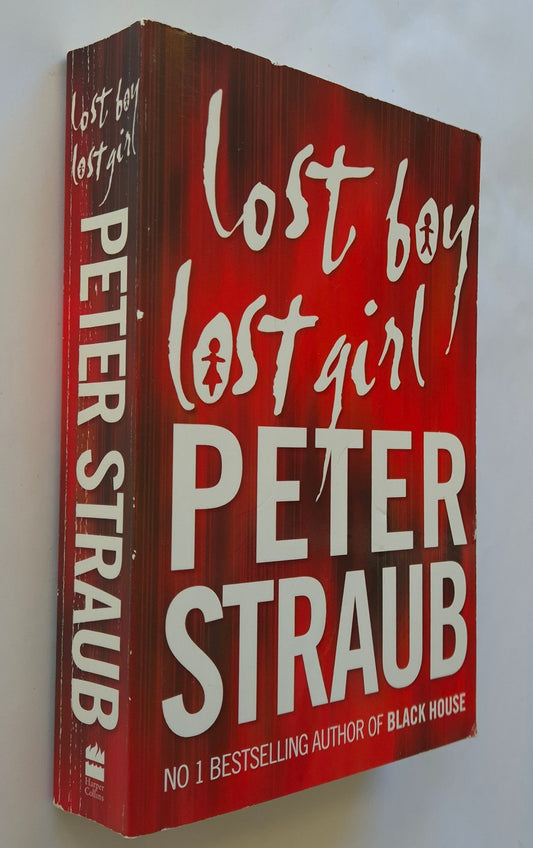 lost boy
lost girl
PETER STRAUB
Harper
Collins
lost boy
lost girl
PETER
STRAUB
NO 1 BESTSELLING AUTHOR OF BLACK HOUSE